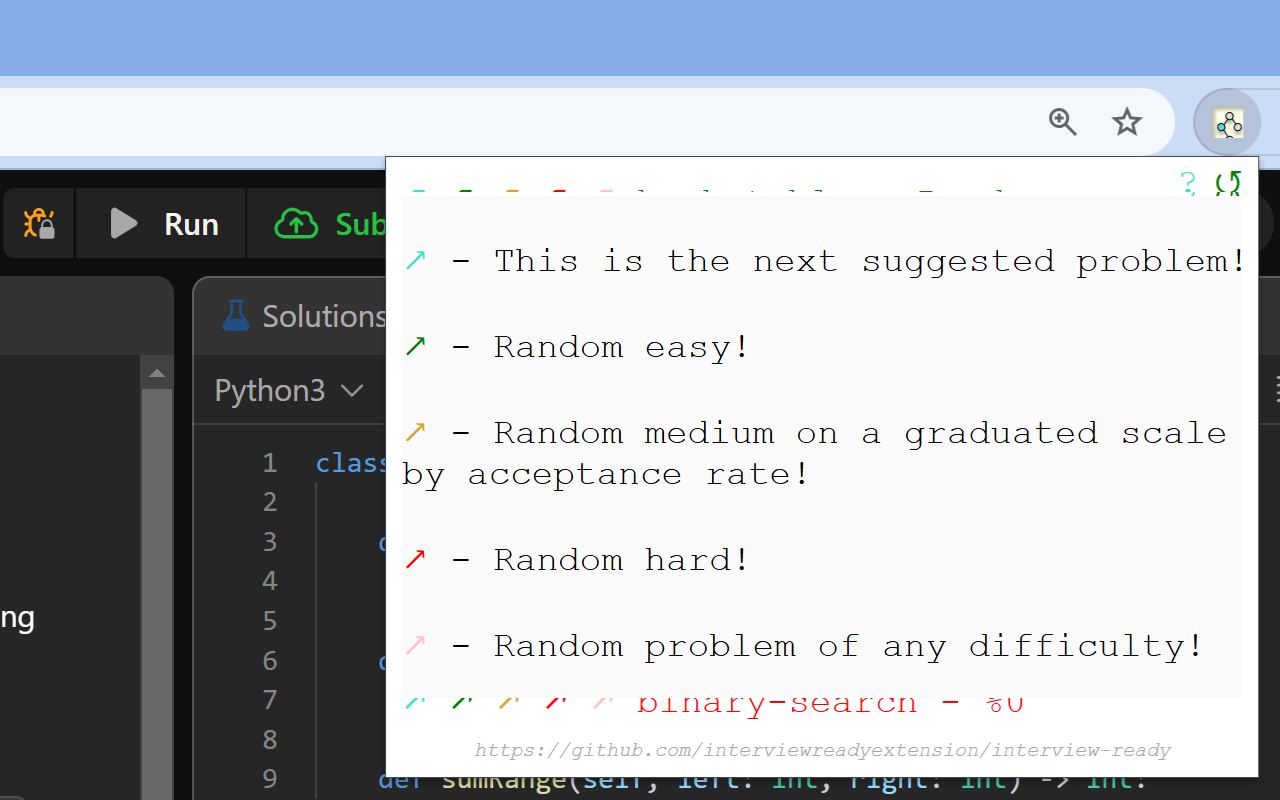 ?
Run
↗ - This is the next suggested problem!
Solutions
↗ - Random easy!
Python3
↗ - Random medium on a graduated scale
by acceptance rate!
1 class
2
3
↗ - Random hard!
4
5
ng
6
↗ - Random problem of any difficulty!
7
↗ ↗ ↗ ↗ ↗ binary-search - %0
8
https://github.com/interviewreadyextension/interview-ready
9 def sumRange(self, left: int, right: int) -> int: